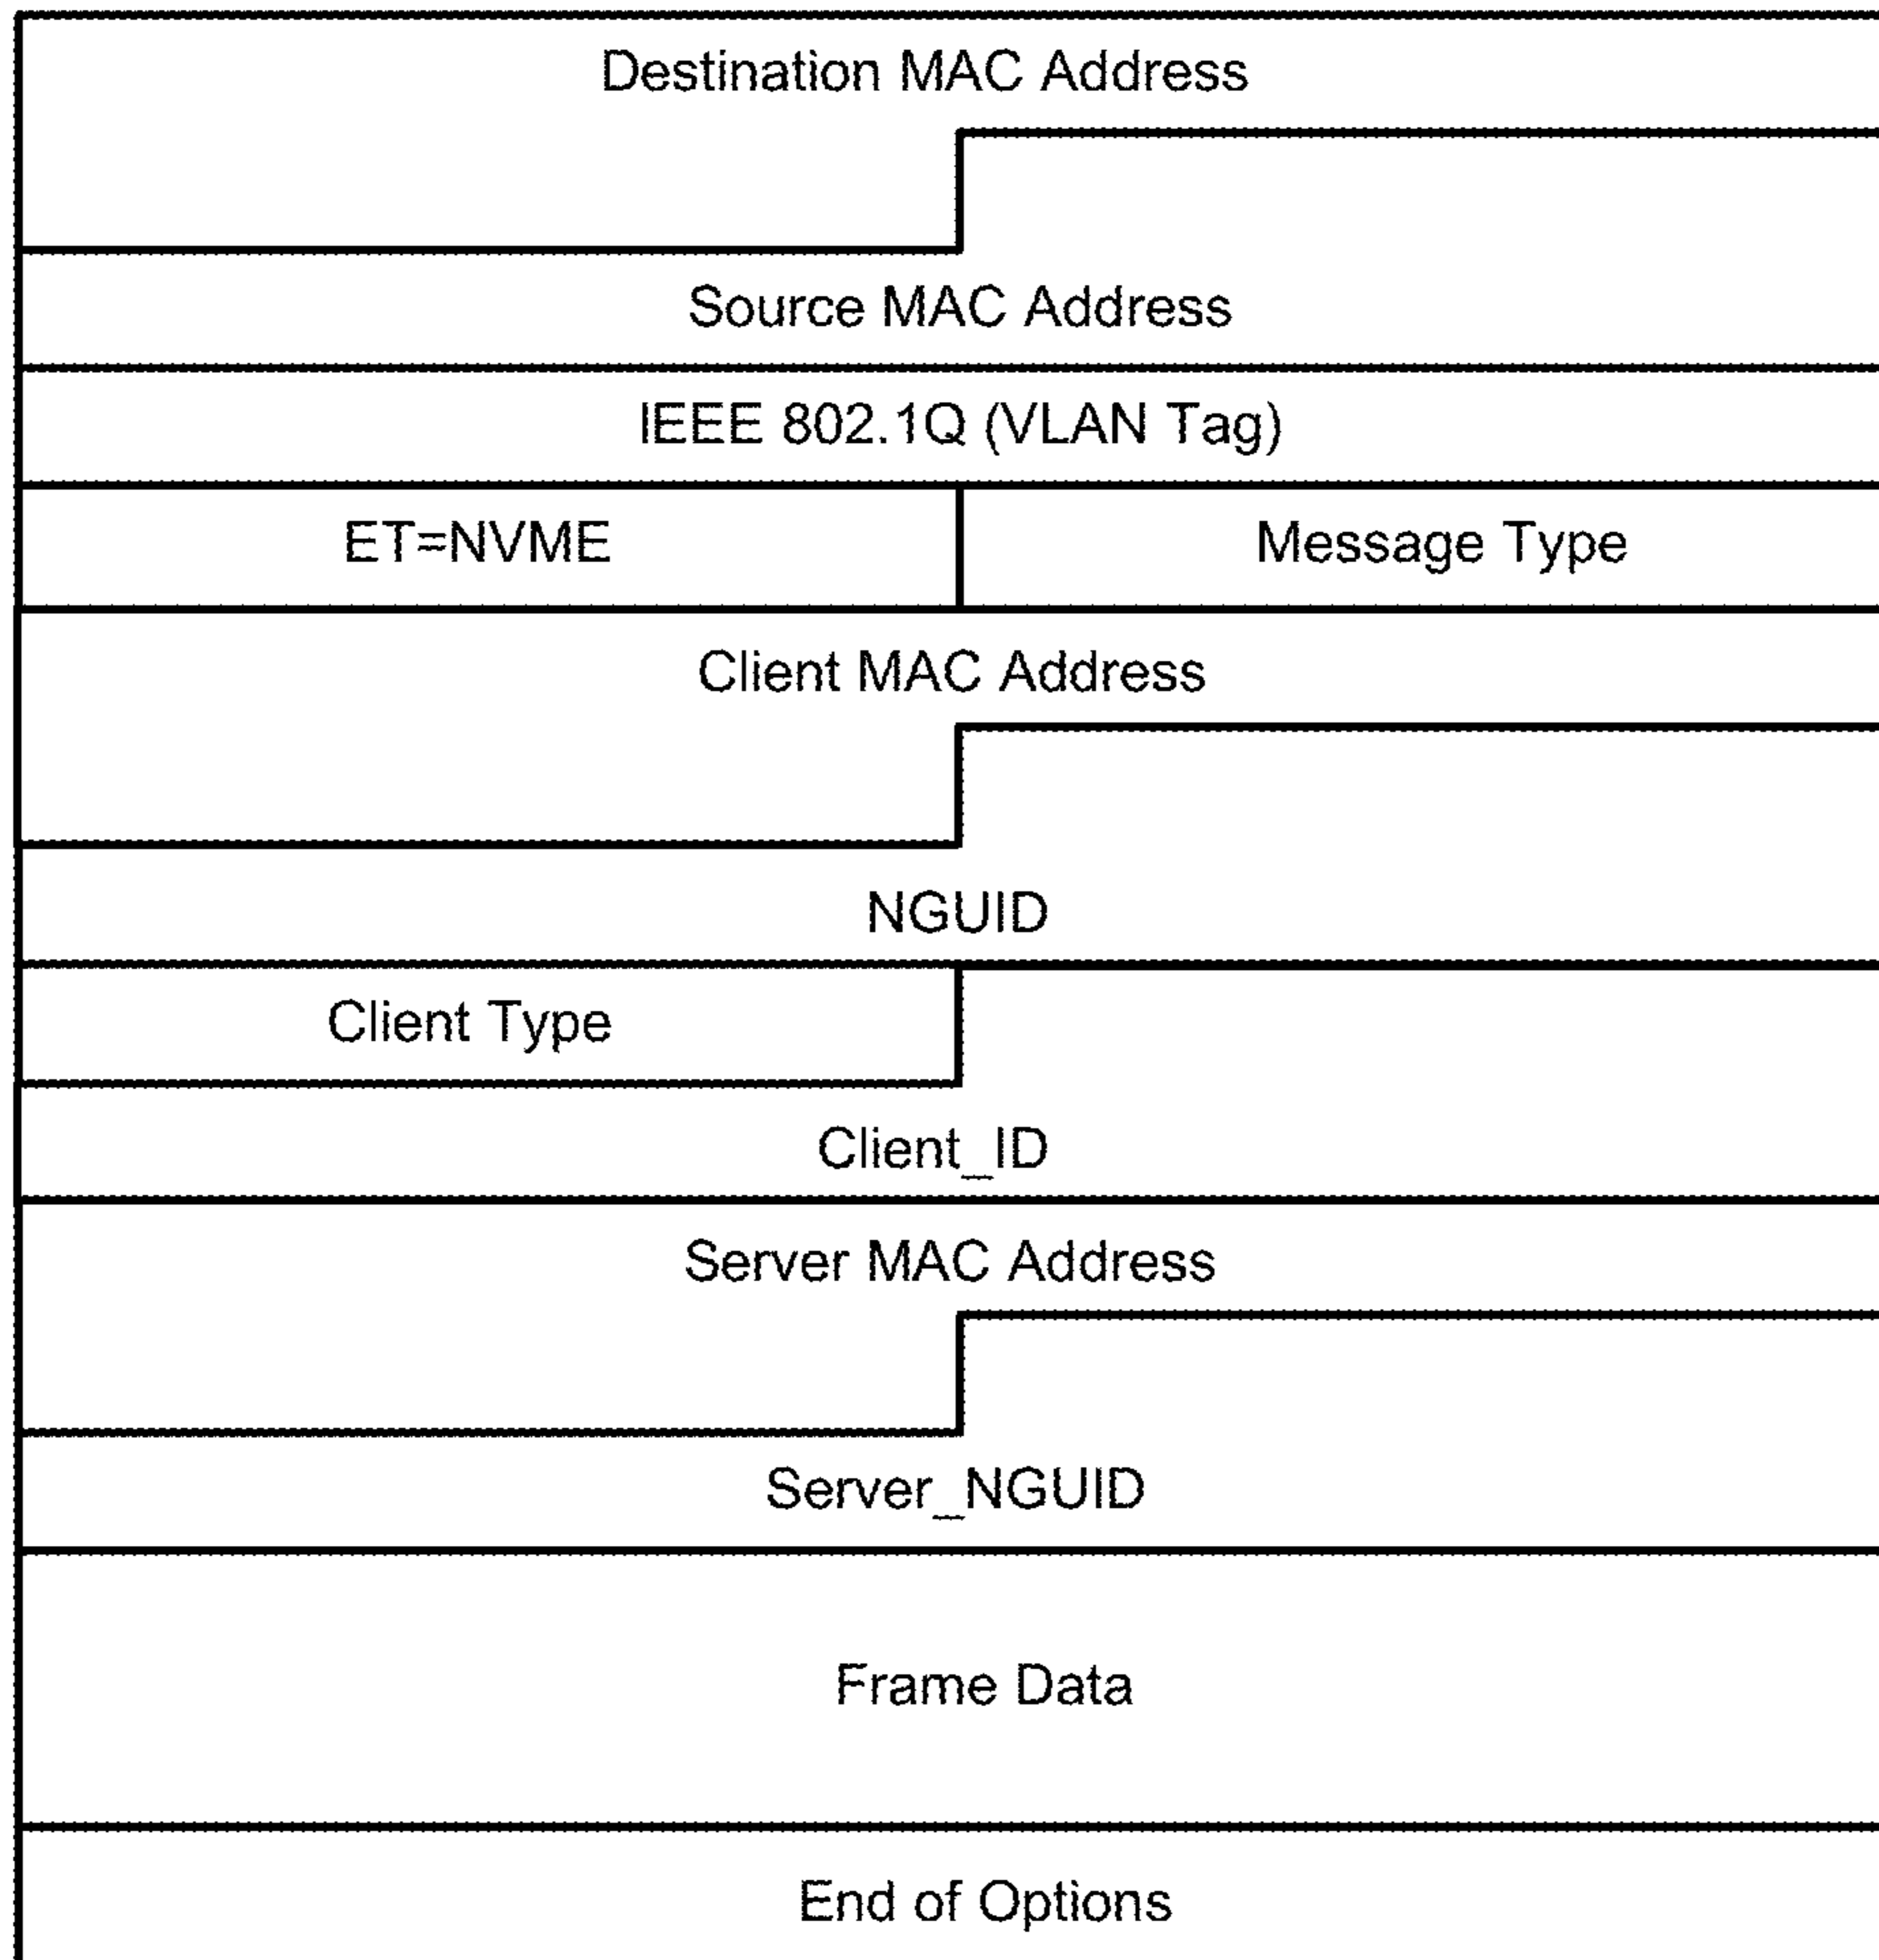 Destination MAC Address
Source MAC Address
IEEE 802.1Q (VLAN Tag)
ET=NVME
Message Type
Client MAC Address
NGUID
Client Type
Client_ID
Server MAC Address
Server_NGUID
Frame Data
End of Options